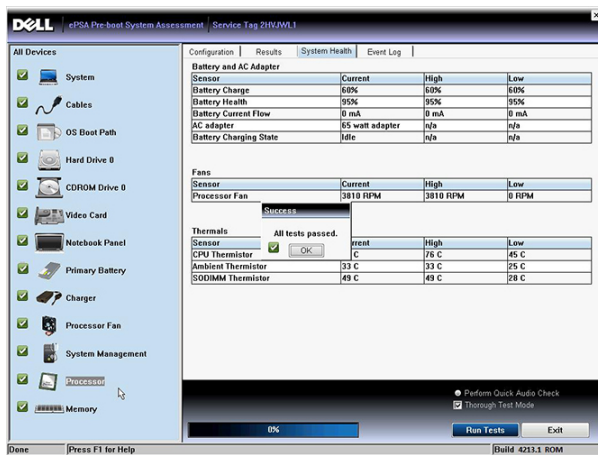 DELL ePSA Pre-boot System Assessment Service Tag 2HVJWL1
All Devices
System
Cables
OS Boot Path
Hard Drive 0
CDROM Drive 0
Video Card
Notebook Panel
Primary Battery
Charger
Processor Fan
System Management
Processor
Memory
Configuration Results System Health Event Log
Battery and AC Adapter
Sensor Current High Low
Battery Charge 60% 60% 60%
Battery Health 95% 95% 95%
Battery Current Flow 0 mA 0 mA 0 mA
AC adapter 65 watt adapter n/a n/a
Battery Charging State Idle n/a n/a
Fans
Sensor Current High Low
Processor Fan 3810 RPM 3810 RPM 0 RPM
Success
All tests passed.
OK
Thermals
Sensor rrent High Low
CPU Thermistor C 76 C 45 C
Ambient Thermistor 33 C 33 C 25 C
SODIMM Thermistor 49 C 49 C 28 C
Perform Quick Audio Check
Thorough Test Mode
0% Run Tests Exit
Done Press F1 for Help Build 4213.1 ROM